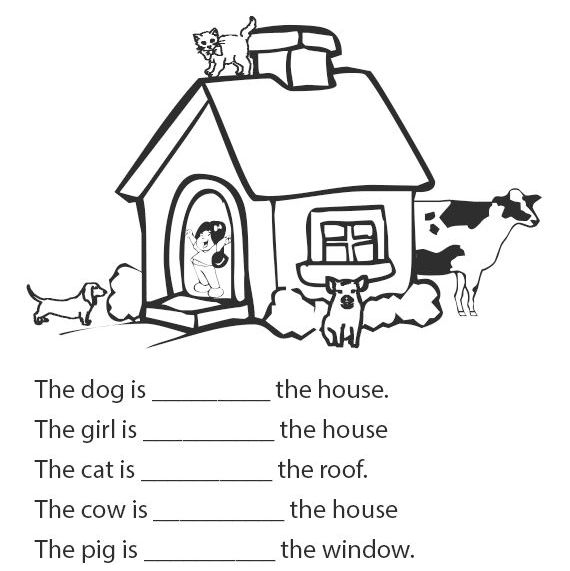 The dog is __________ the house.
The girl is ___________ the house
The cat is ___________ the roof.
The cow is ___________ the house
The pig is ___________ the window.